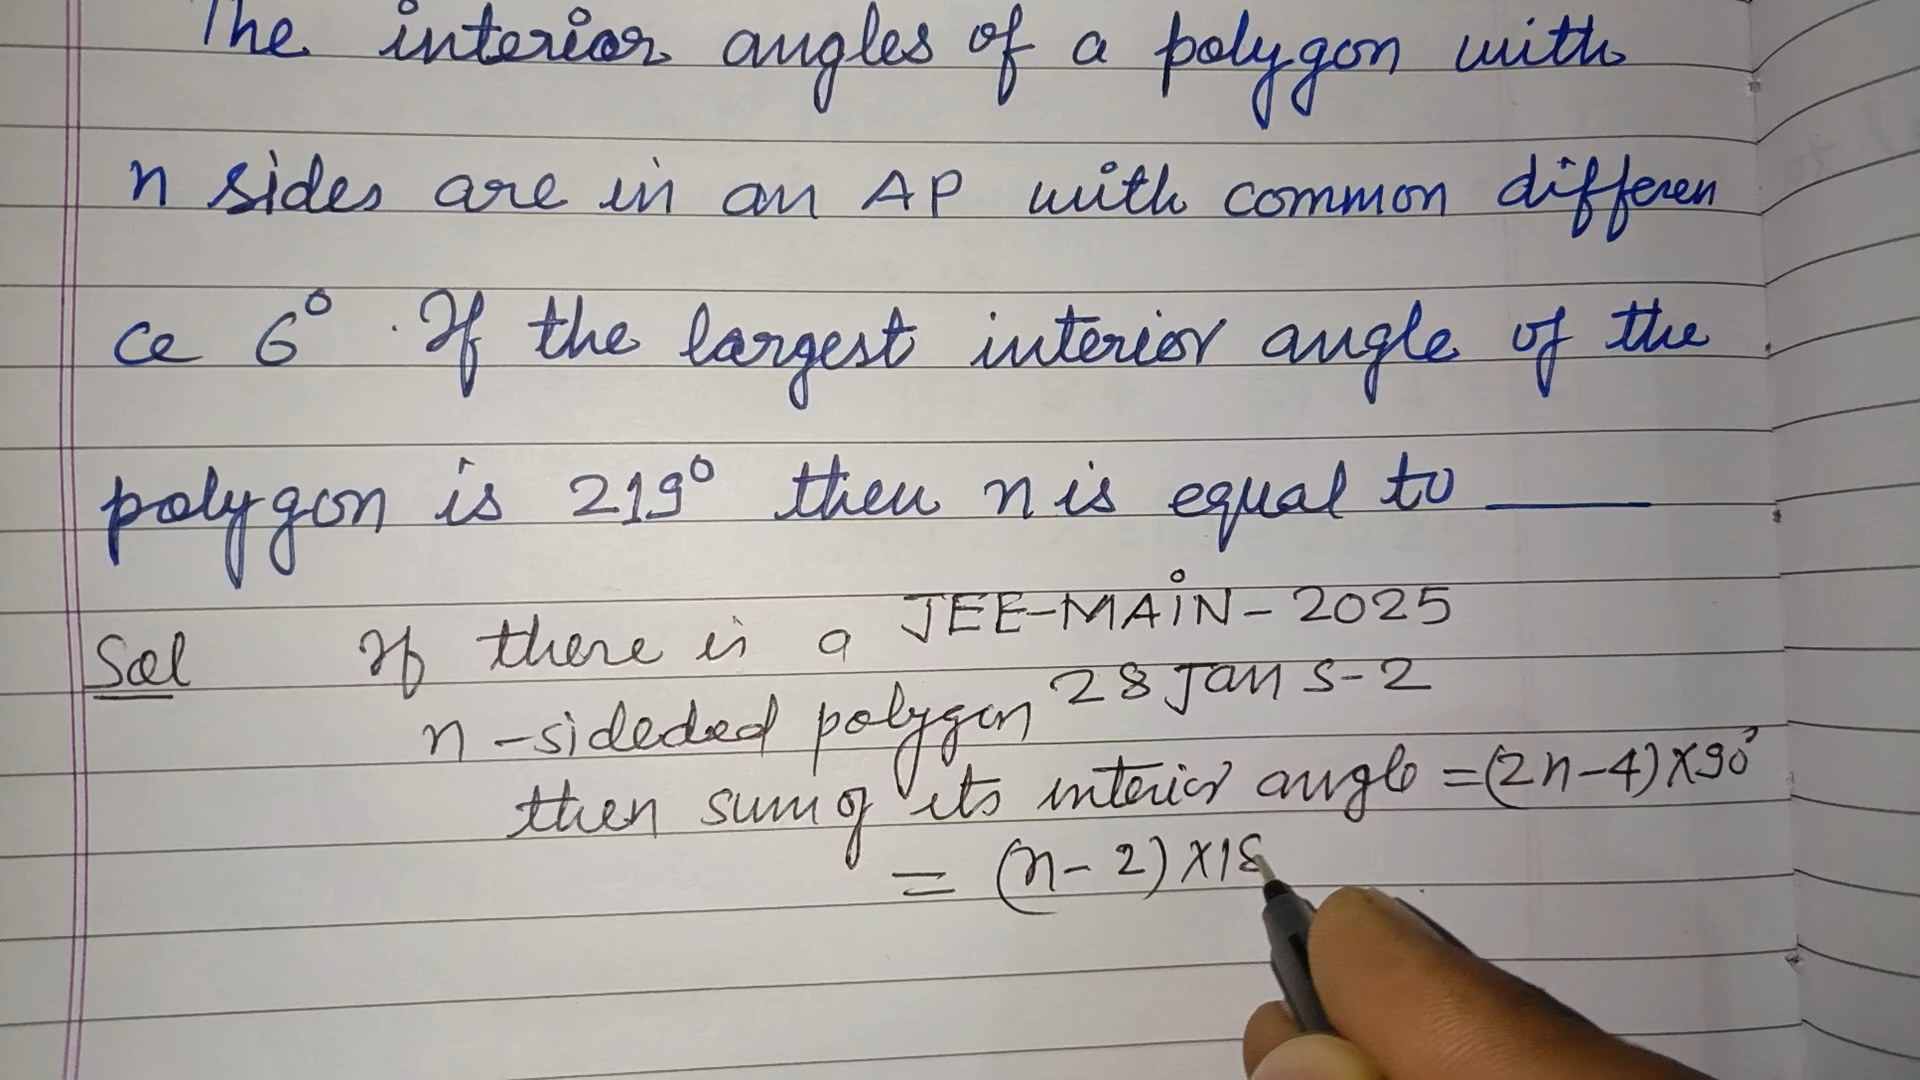 The interior angles of a polygon with
n sides are in an AP with common differen
ce 6° . If the largest interior angle of the
polygon is 219° then n is equal to ____
JEE-MAIN-2025
28 Jan S-2
Sol If there is a
n-sideded polygon
then sum of its interior angle = (2n-4)×90°
= (n-2)×18